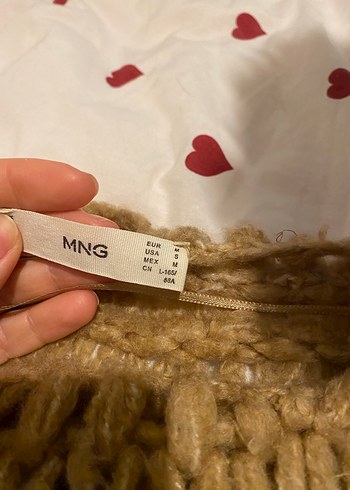 MNG
EUR M
USA S
MEX M
CN L-165/
88A